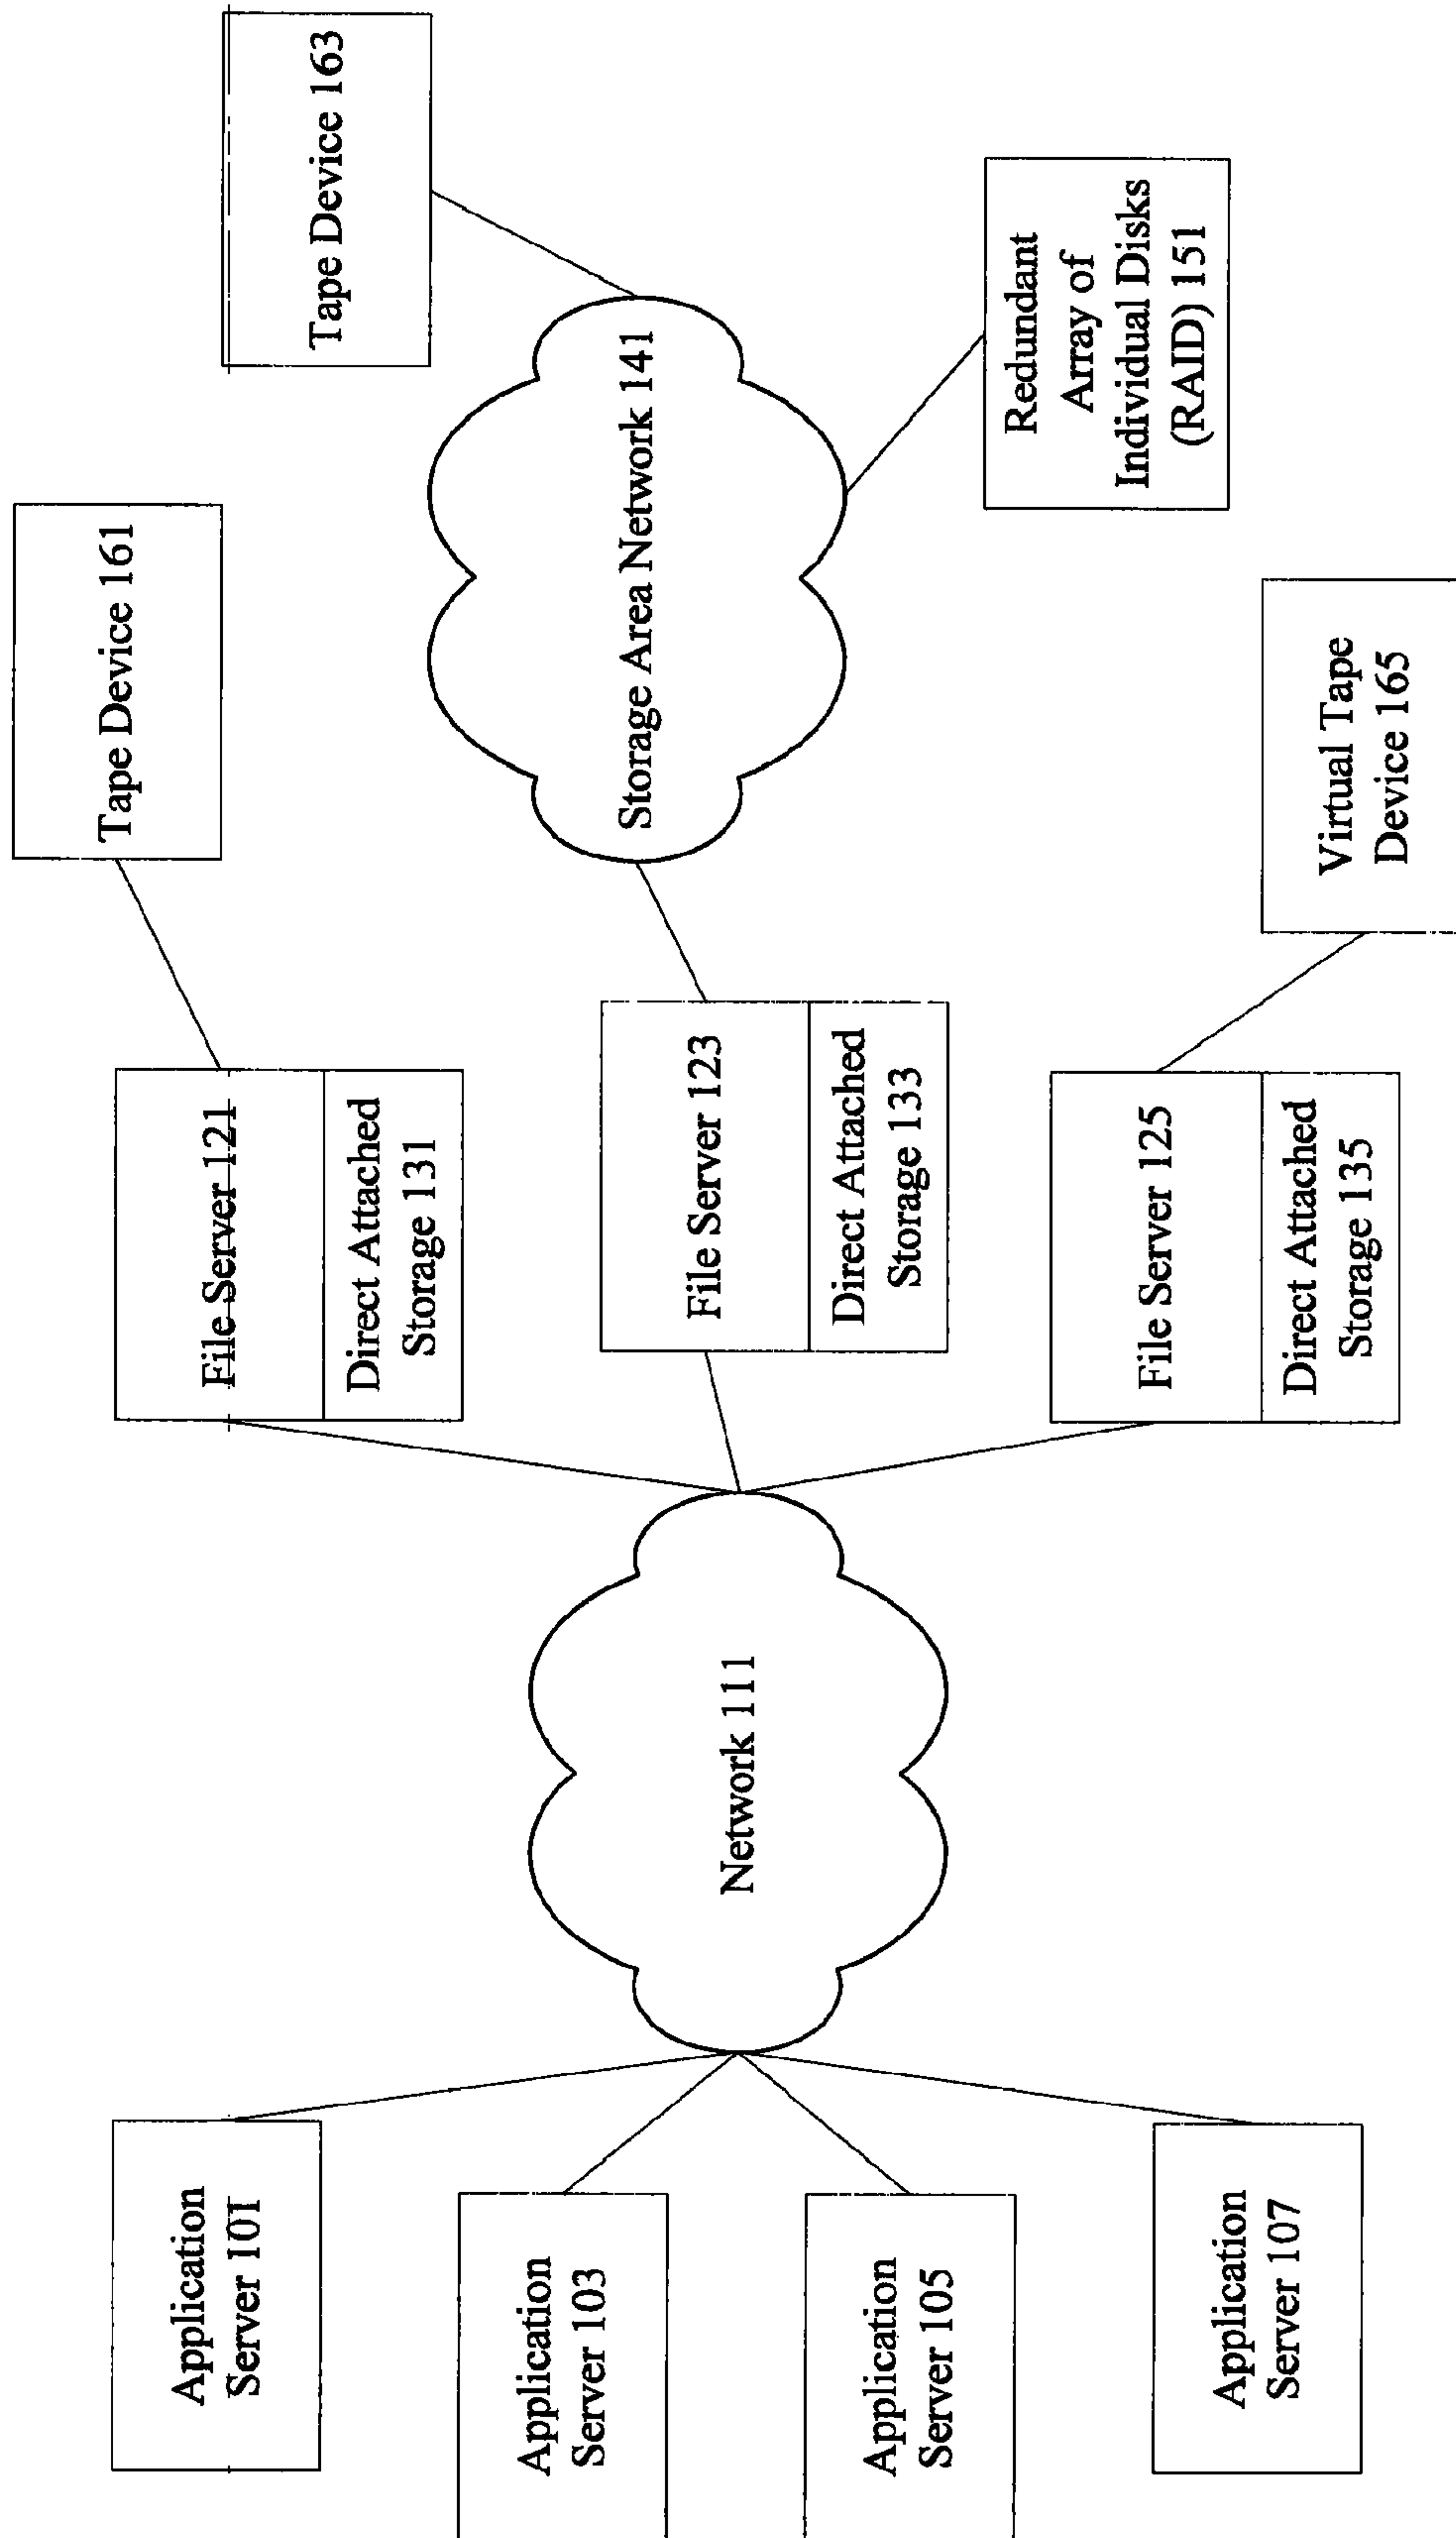 Application
Server 101
Application
Server 103
Application
Server 105
Application
Server 107
Network 111
File Server 121
Direct Attached
Storage 131
File Server 123
Direct Attached
Storage 133
File Server 125
Direct Attached
Storage 135
Tape Device 161
Storage Area Network 141
Virtual Tape
Device 165
Tape Device 163
Redundant
Array of
Individual Disks
(RAID) 151